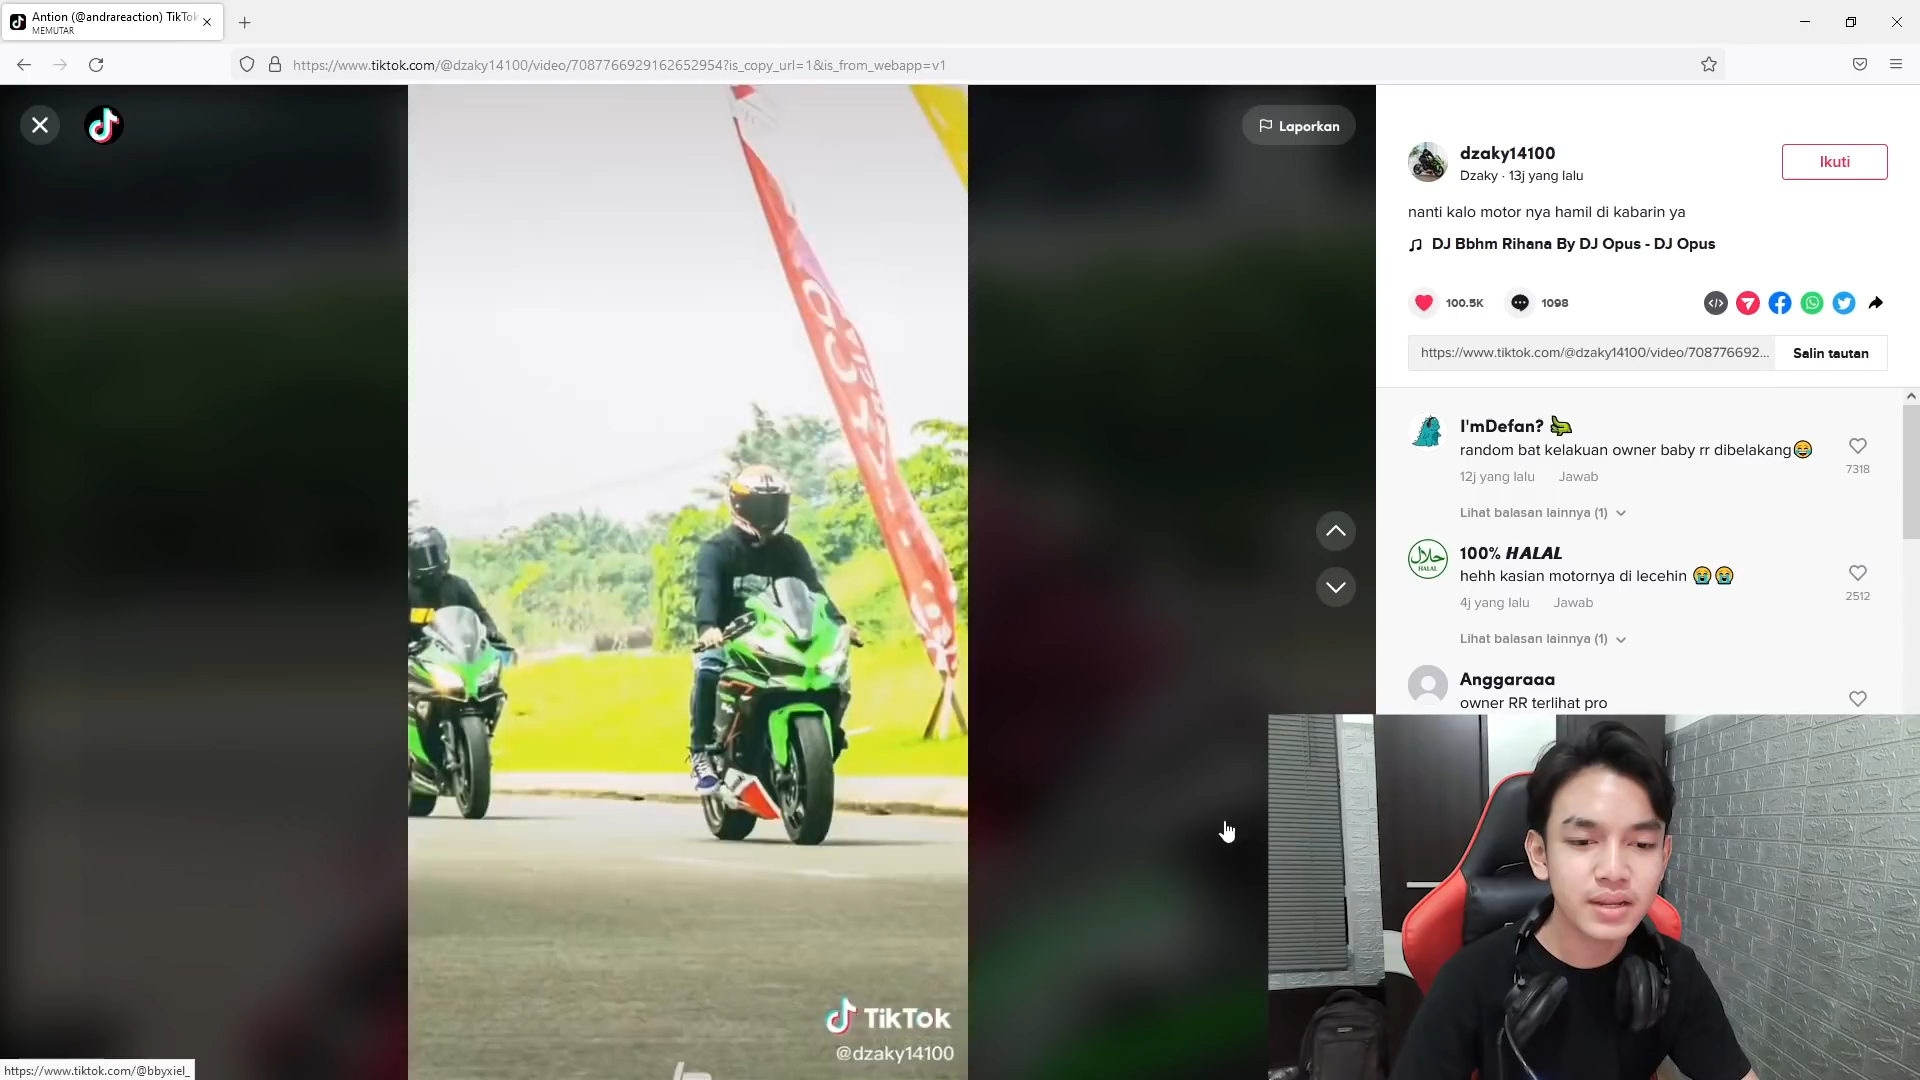 Antion (@andrareaction) TikTok
MEMUTAR
https://www.tiktok.com/@dzaky14100/video/7087766929162652954?is_copy_url=1&is_from_webapp=v1
Laporkan
dzaky14100
Dzaky · 13j yang lalu
Ikuti
nanti kalo motor nya hamil di kabarin ya
DJ Bbhm Rihana By DJ Opus - DJ Opus
100.5K
1098
https://www.tiktok.com/@dzaky14100/video/708776692...
Salin tautan
I'mDefan?
random bat kelakuan owner baby rr dibelakang😂
7318
12j yang lalu Jawab
Lihat balasan lainnya (1)
حلال
HALAL
100% HALAL
hehh kasian motornya di lecehin 😭😭
2512
4j yang lalu Jawab
Lihat balasan lainnya (1)
Anggaraaa
owner RR terlihat pro
TikTok
@dzaky14100
https://www.tiktok.com/@bbyxiel_